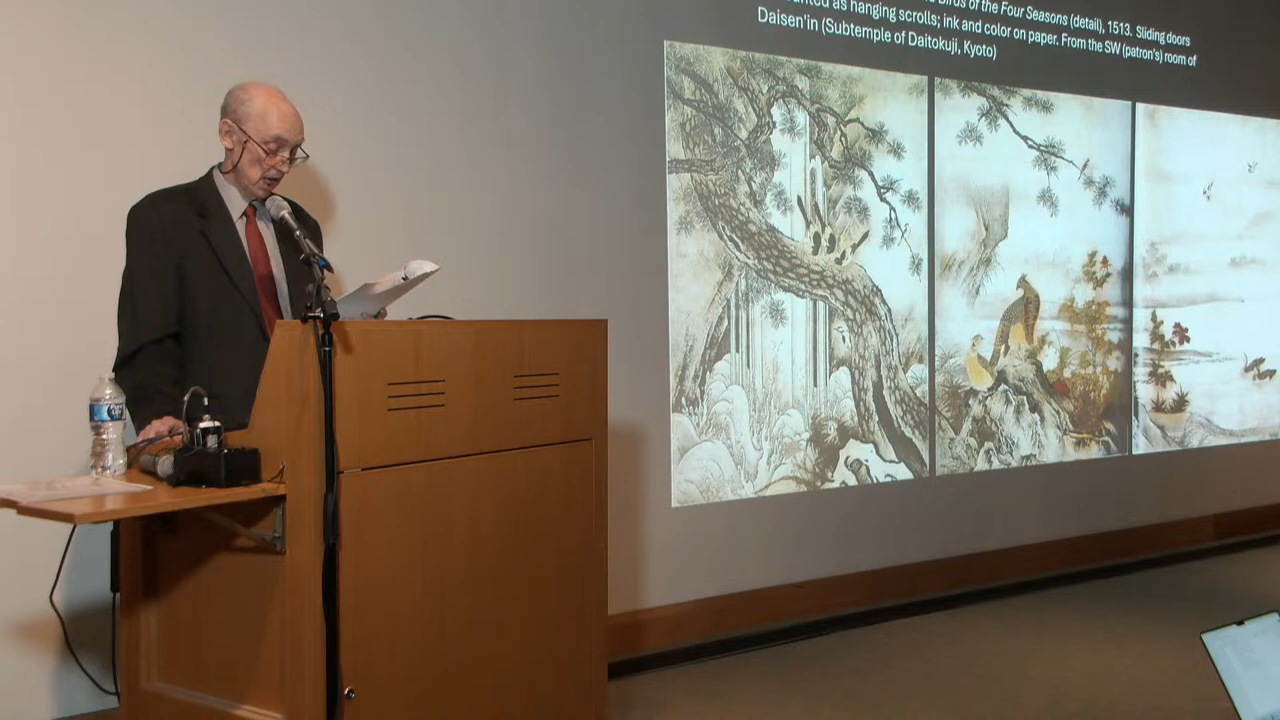 Birds of the Four Seasons (detail), 1513. Sliding doors
as hanging scrolls; ink and color on paper. From the SW (patron's) room of
Daisen'in (Subtemple of Daitokuji, Kyoto)